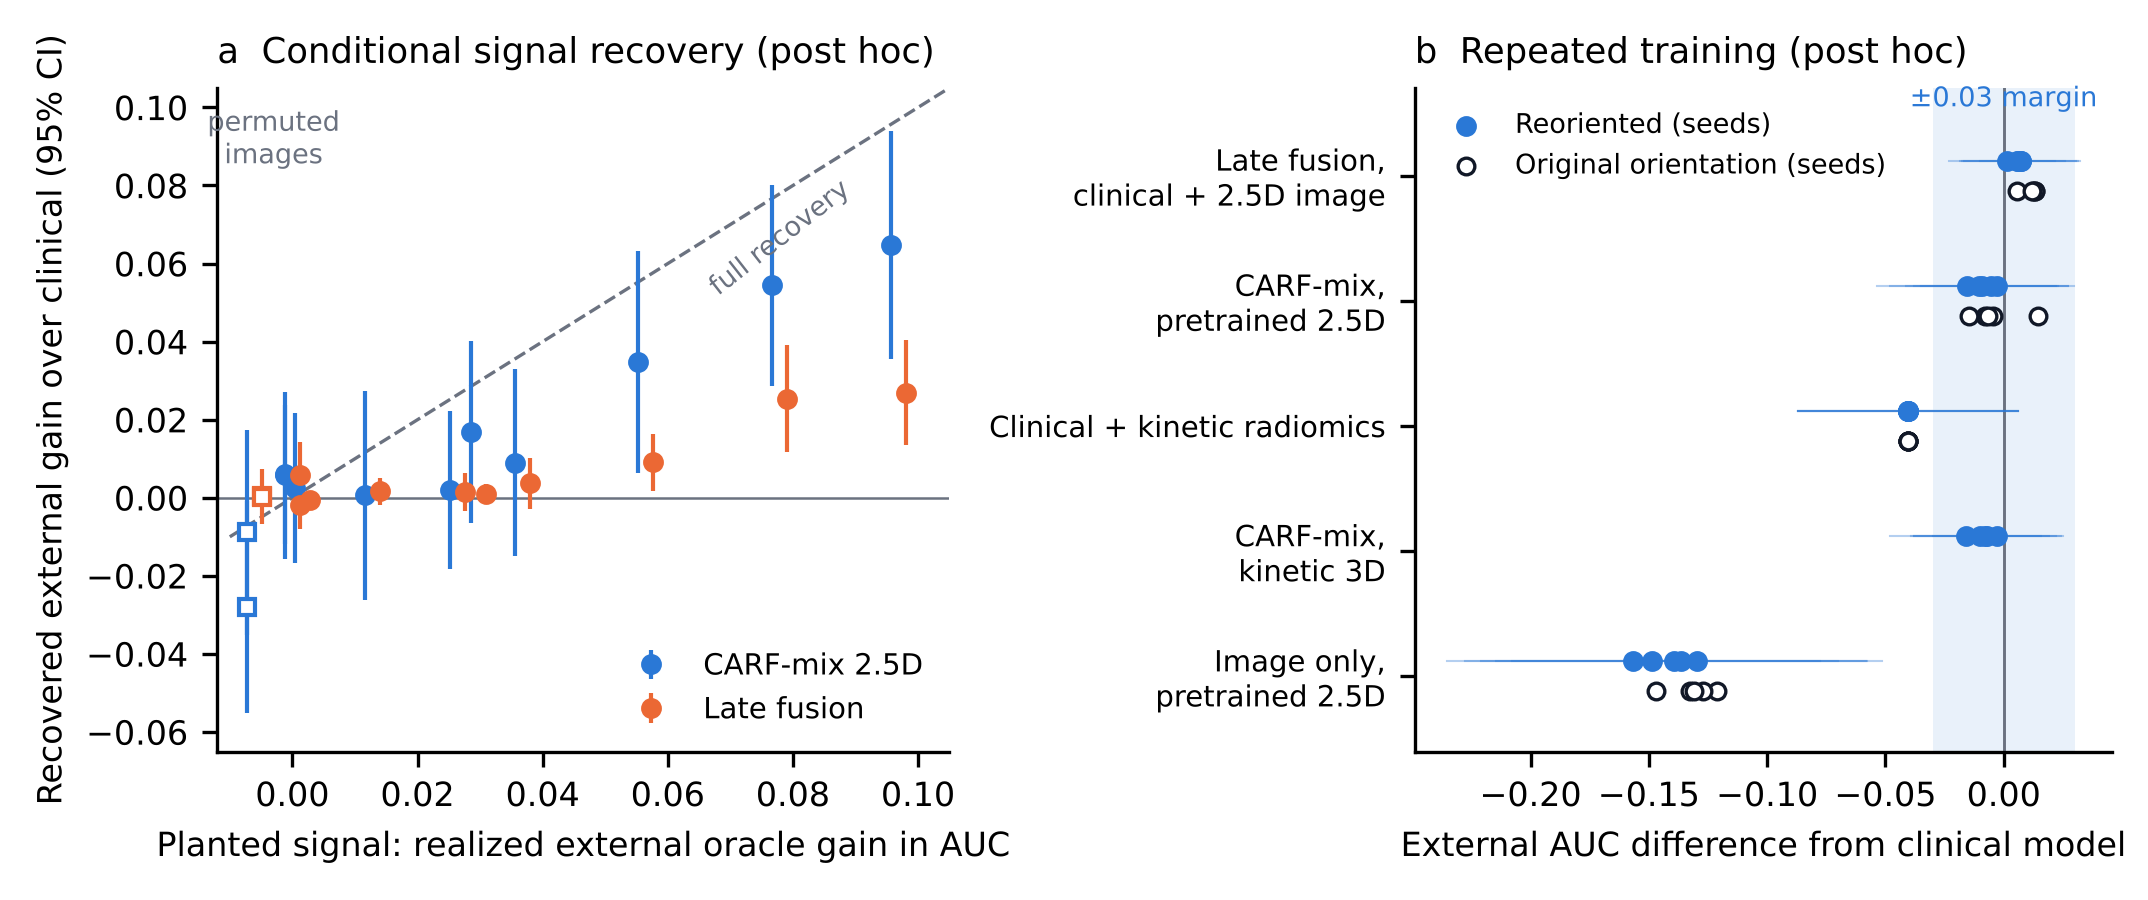 a Conditional signal recovery (post hoc)
Recovered external gain over clinical (95% CI)
0.10
0.08
0.06
0.04
0.02
0.00
−0.02
−0.04
−0.06
permuted
images
full recovery
CARF-mix 2.5D
Late fusion
0.00 0.02 0.04 0.06 0.08 0.10
Planted signal: realized external oracle gain in AUC
b Repeated training (post hoc)
±0.03 margin
Reoriented (seeds)
Original orientation (seeds)
Late fusion,
clinical + 2.5D image
CARF-mix,
pretrained 2.5D
Clinical + kinetic radiomics
CARF-mix,
kinetic 3D
Image only,
pretrained 2.5D
−0.20 −0.15 −0.10 −0.05 0.00
External AUC difference from clinical model